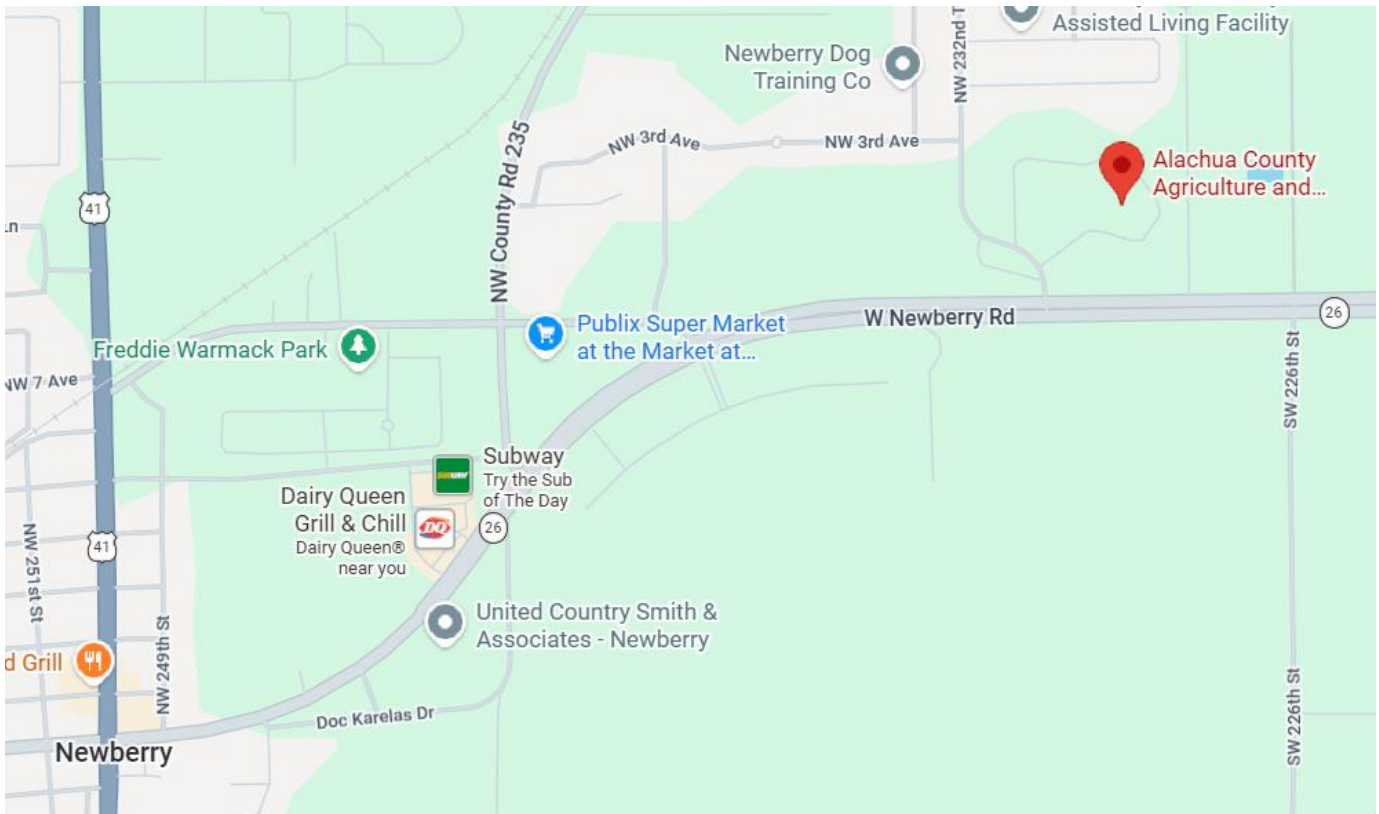 Assisted Living Facility
Newberry Dog
Training Co
NW 232nd T
NW County Rd 235
NW 3rd Ave
NW 3rd Ave
Alachua County
Agriculture and...
41
W Newberry Rd
26
Publix Super Market
at the Market at...
Freddie Warmack Park
NW 7 Ave
SW 226th St
Subway
Try the Sub
of The Day
SUBWAY
Dairy Queen
Grill & Chill
Dairy Queen®
near you
DQ
26
41
NW 251st St
NW 249th St
United Country Smith &
Associates - Newberry
d Grill
SW 226th St
Doc Karelas Dr
Newberry